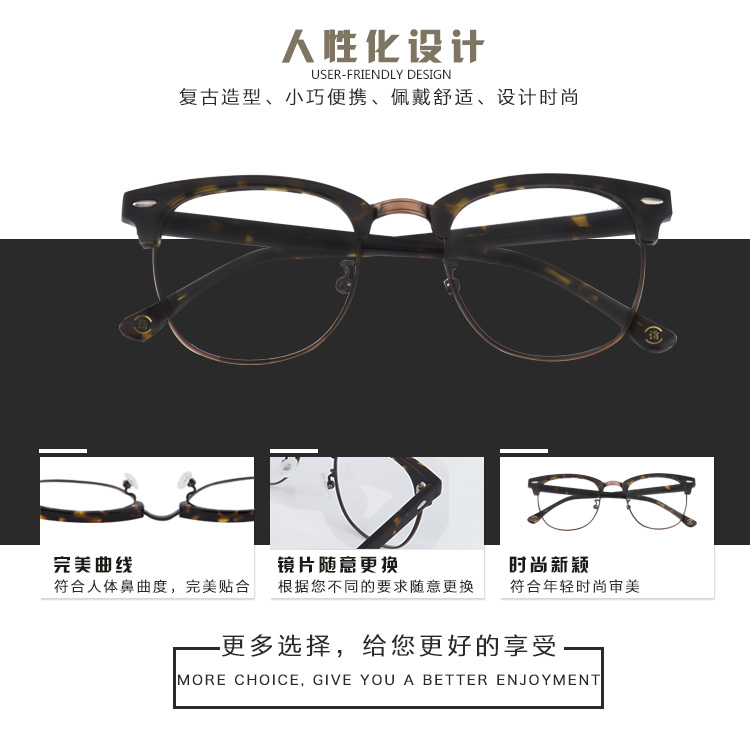 人性化设计
USER-FRIENDLY DESIGN
复古造型、小巧便携、佩戴舒适、设计时尚
完美曲线
符合人体鼻曲度，完美贴合
镜片随意更换
根据您不同的要求随意更换
时尚新颖
符合年轻时尚审美
更多选择，给您更好的享受
MORE CHOICE, GIVE YOU A BETTER ENJOYMENT